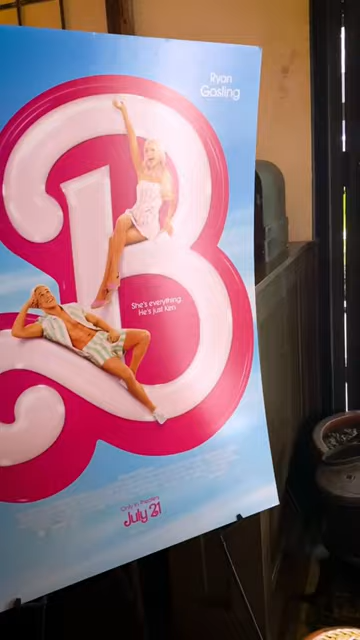 Ryan
Gosling
B
She's everything.
He's just Ken.
Only in theaters
July 21